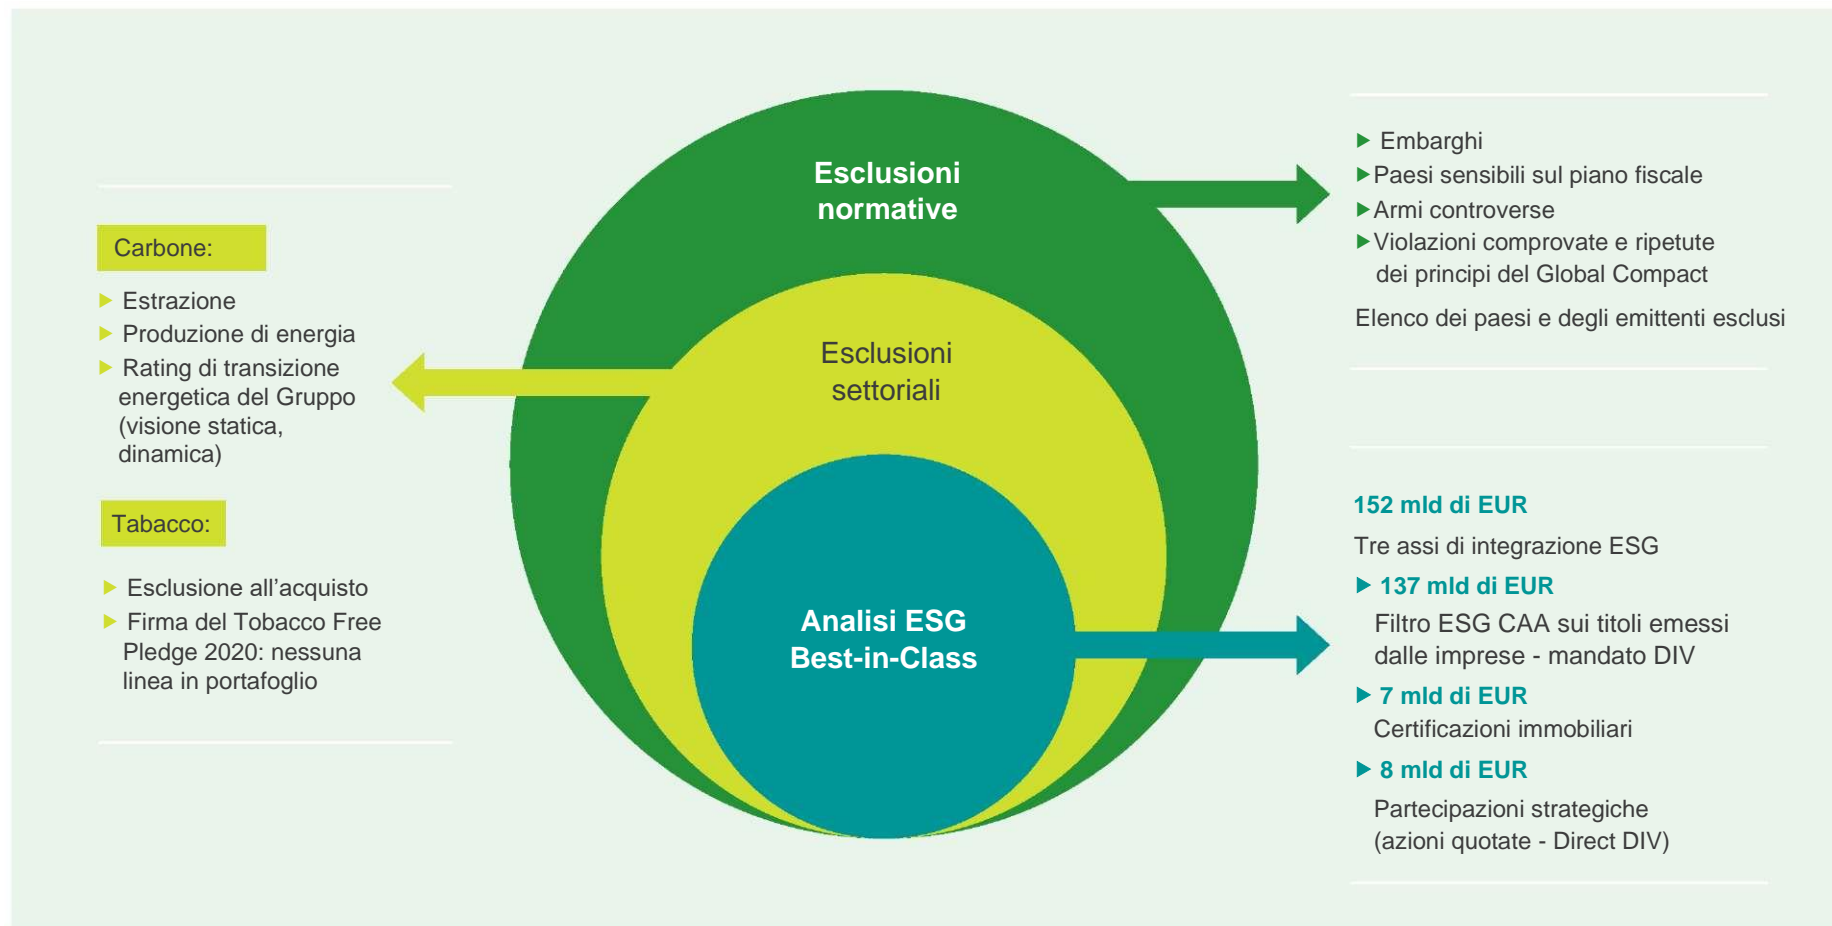 Esclusioni
normative
Esclusioni
settoriali
Analisi ESG
Best-in-Class
Carbone:
Estrazione
Produzione di energia
Rating di transizione
energetica del Gruppo
(visione statica,
dinamica)
Tabacco:
Esclusione all’acquisto
Firma del Tobacco Free
Pledge 2020: nessuna
linea in portafoglio
Embarghi
Paesi sensibili sul piano fiscale
Armi controverse
Violazioni comprovate e ripetute
dei principi del Global Compact
Elenco dei paesi e degli emittenti esclusi
152 mld di EUR
Tre assi di integrazione ESG
137 mld di EUR
Filtro ESG CAA sui titoli emessi
dalle imprese - mandato DIV
7 mld di EUR
Certificazioni immobiliari
8 mld di EUR
Partecipazioni strategiche
(azioni quotate - Direct DIV)